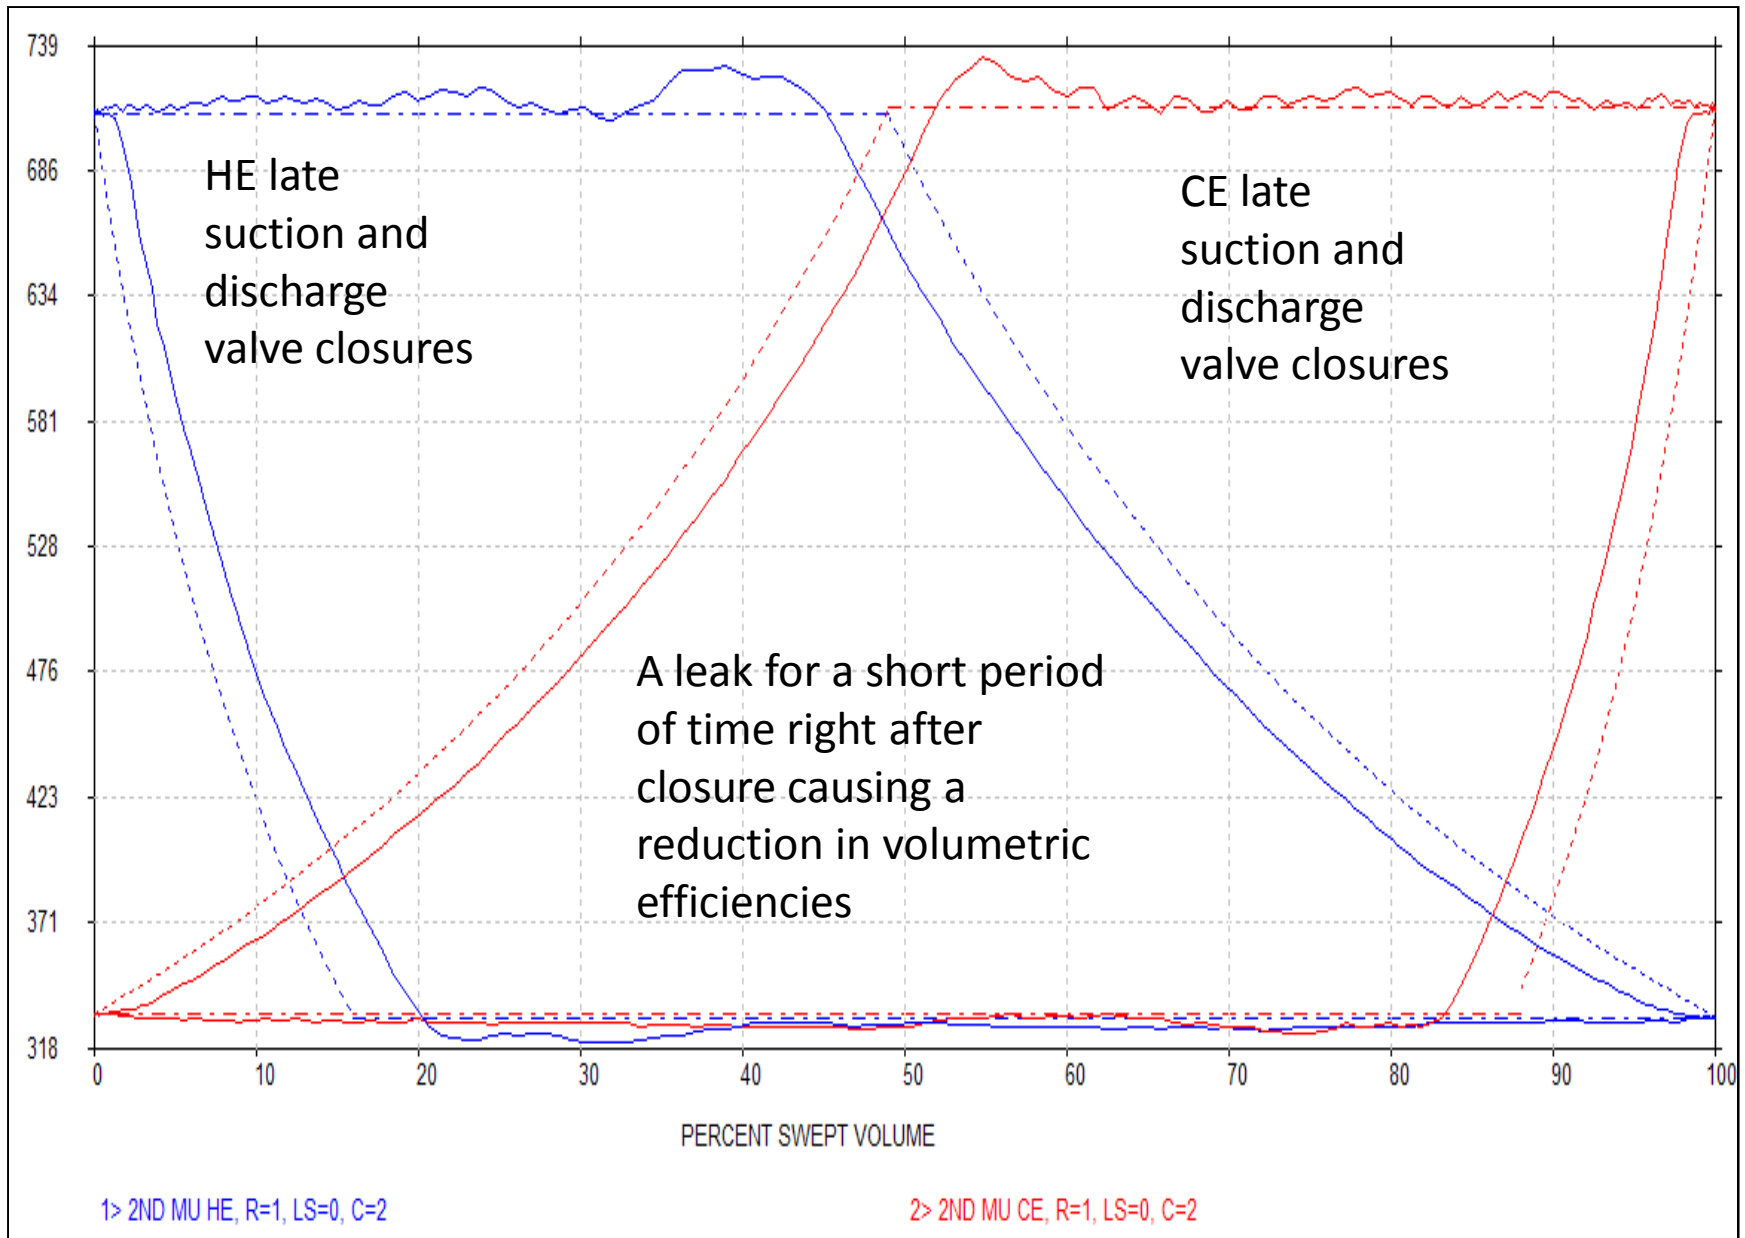 739
686
634
581
528
476
423
371
318
HE late
suction and
discharge
valve closures
CE late
suction and
discharge
valve closures
A leak for a short period
of time right after
closure causing a
reduction in volumetric
efficiencies
0 10 20 30 40 50 60 70 80 90 100
PERCENT SWEPT VOLUME
1> 2ND MU HE, R=1, LS=0, C=2
2> 2ND MU CE, R=1, LS=0, C=2